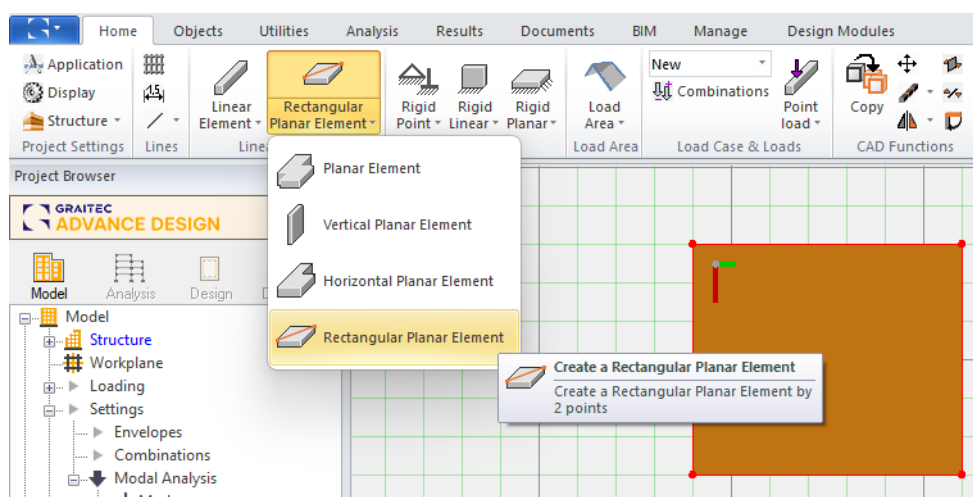 Home Objects Utilities Analysis Results Documents BIM Manage Design Modules
Application
Display
Structure
Project Settings
1.5
Lines
Linear
Element
Rectangular
Planar Element
Rigid
Point
Rigid
Linear
Rigid
Planar
Load
Area
Load Area
New
Combinations
Point
load
Load Case & Loads
Copy
CAD Functions
Planar Element
Vertical Planar Element
Horizontal Planar Element
Rectangular Planar Element
Create a Rectangular Planar Element
Create a Rectangular Planar Element by
2 points
Project Browser
GRAITEC
ADVANCE DESIGN
Model Analysis Design
Model
Structure
Workplane
Loading
Settings
Envelopes
Combinations
Modal Analysis